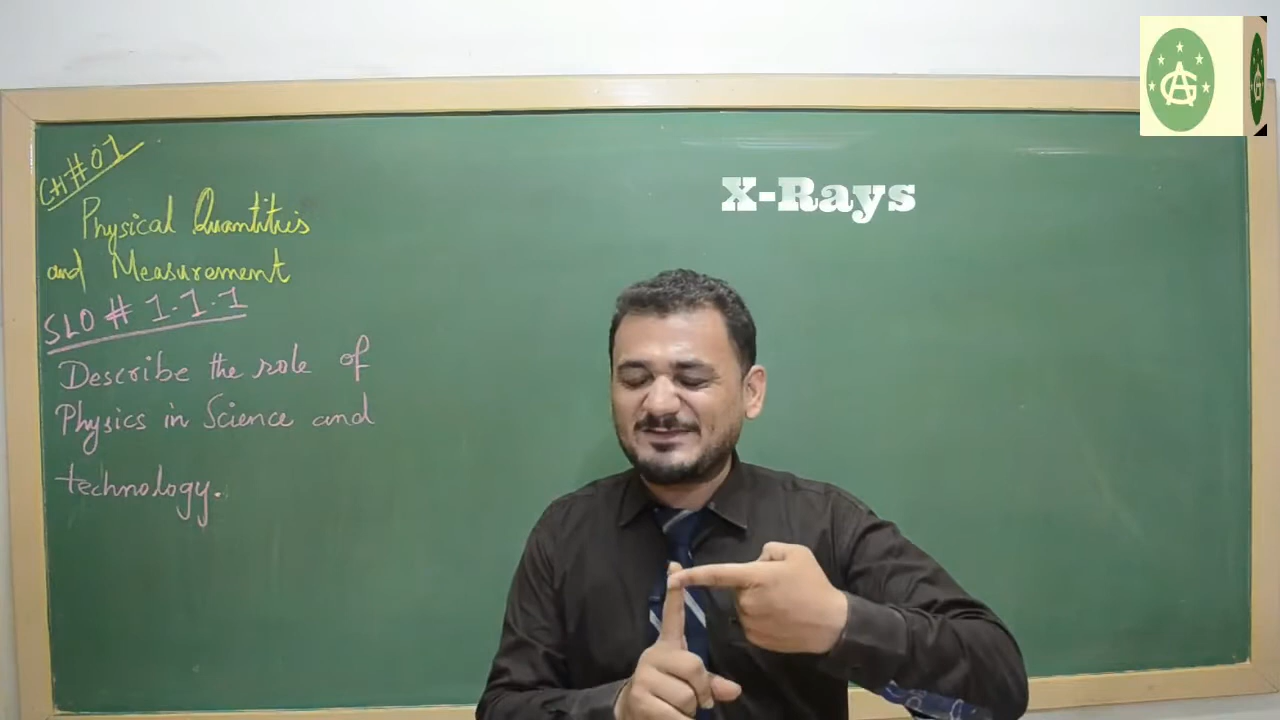 CH # 01
Physical Quantities
and Measurement
SLO # 1.1.1
Describe the role of
Physics in Science and
technology.
X-Rays
AG